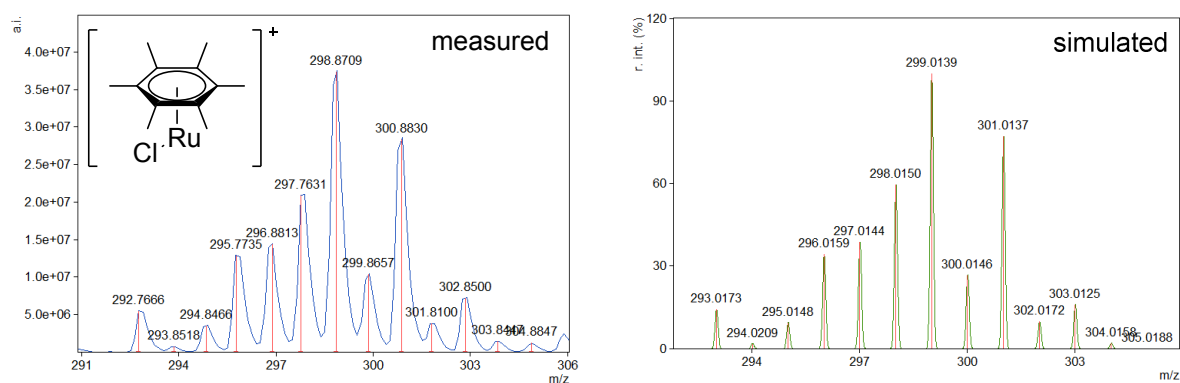 a.i.
4.0e+07
3.5e+07
3.0e+07
2.5e+07
2.0e+07
1.5e+07
1.0e+07
5.0e+06
measured
+
Cl
Ru
292.7666
293.8518
294.8466
295.7735
296.8813
297.7631
298.8709
299.8657
300.8830
301.8100
302.8500
303.8447
304.8847
291
294
297
300
303
306
m/z
r. int. (%)
120
90
60
30
0
simulated
293.0173
294.0209
295.0148
296.0159
297.0144
298.0150
299.0139
300.0146
301.0137
302.0172
303.0125
304.0158
305.0188
294
297
300
303
m/z